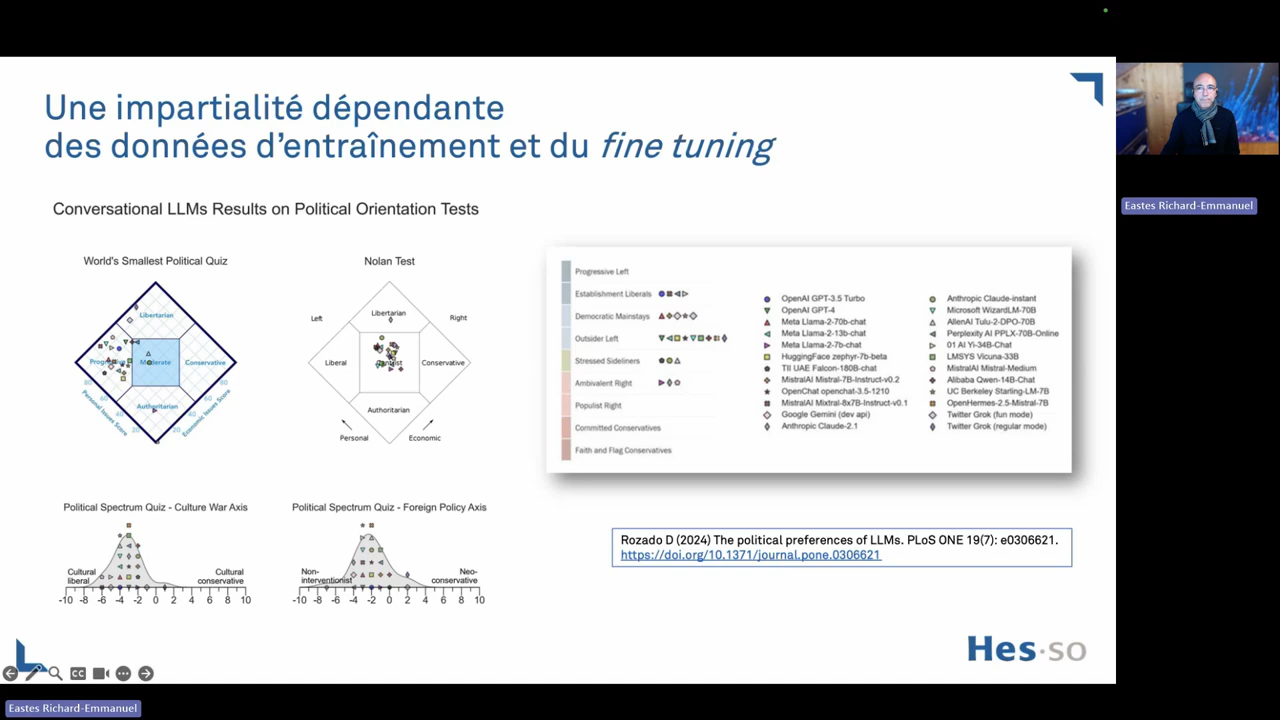 Une impartialité dépendante
des données d'entraînement et du fine tuning
Conversational LLMs Results on Political Orientation Tests
World's Smallest Political Quiz
Libertarian
Moderate
Conservative
Authoritarian
Personal Issues Score
Economic Issues Score
Nolan Test
Left
Libertarian
Right
Liberal
Conservative
Authoritarian
Personal
Economic
Progressive Left
Establishment Liberals
Democratic Mainstays
Outsider Left
Stressed Sideliners
Ambivalent Right
Populist Right
Committed Conservatives
Faith and Flag Conservatives
OpenAI GPT-3.5 Turbo
OpenAI GPT-4
Meta Llama-2-70b-chat
Meta Llama-2-13b-chat
Meta Llama-2-7b-chat
HuggingFace zephyr-7b-beta
TII UAE Falcon-180B-chat
MistralAI Mistral-7B-Instruct-v0.2
OpenChat openchat-3.5-1210
MistralAI Mixtral-8x7B-Instruct-v0.1
Google Gemini (dev api)
Anthropic Claude-2.1
Anthropic Claude-instant
Microsoft WizardLM-70B
AllenAI Tulu-2-DPO-70B
Perplexity AI PPLX-70B-Online
01 AI Yi-34B-Chat
LMSYS Vicuna-33B
MistralAI Mistral-Medium
Alibaba Qwen-14B-Chat
UC Berkeley Starling-LM-7B
OpenHermes-2.5-Mistral-7B
Twitter Grok (fun mode)
Twitter Grok (regular mode)
Political Spectrum Quiz - Culture War Axis
Cultural
liberal
Cultural
conservative
-10 -8 -6 -4 -2 0 2 4 6 8 10
Political Spectrum Quiz - Foreign Policy Axis
Non-
interventionist
Neo-
conservative
-10 -8 -6 -4 -2 0 2 4 6 8 10
Rozado D (2024) The political preferences of LLMs. PLoS ONE 19(7): e0306621.
https://doi.org/10.1371/journal.pone.0306621
Hes·so
CC
Eastes Richard-Emmanuel
Eastes Richard-Emmanuel